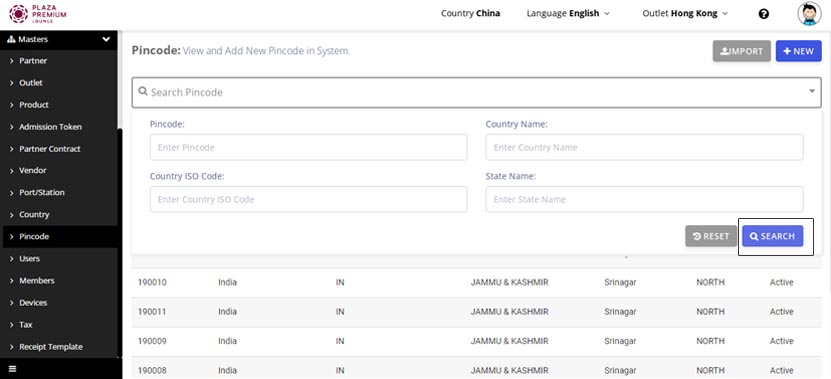 PLAZA
PREMIUM
LOUNGE
Country China
Language English
Outlet Hong Kong
Masters
Partner
Outlet
Product
Admission Token
Partner Contract
Vendor
Port/Station
Country
Pincode
Users
Members
Devices
Tax
Receipt Template
Pincode: View and Add New Pincode in System.
IMPORT
+ NEW
Search Pincode
Pincode:
Enter Pincode
Country Name:
Enter Country Name
Country ISO Code:
Enter Country ISO Code
State Name:
Enter State Name
RESET
SEARCH
190010 India IN JAMMU & KASHMIR Srinagar NORTH Active
190011 India IN JAMMU & KASHMIR Srinagar NORTH Active
190009 India IN JAMMU & KASHMIR Srinagar NORTH Active
190008 India IN JAMMU & KASHMIR Srinagar NORTH Active